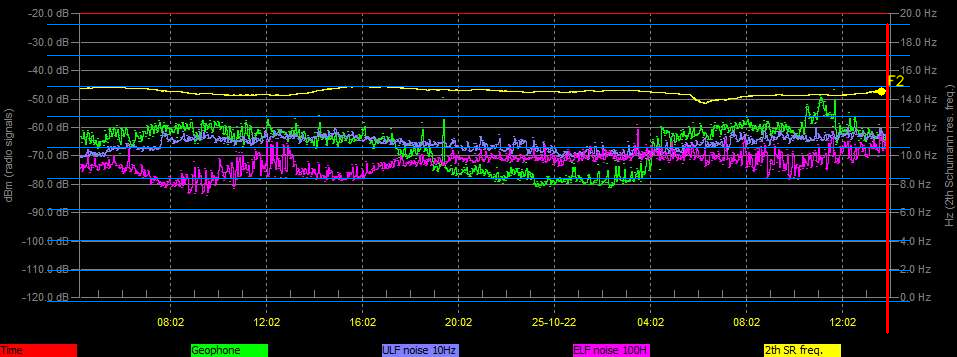 -20.0 dB 20.0 Hz
-30.0 dB 18.0 Hz
-40.0 dB 16.0 Hz
F2
-50.0 dB 14.0 Hz
-60.0 dB 12.0 Hz
-70.0 dB 10.0 Hz
-80.0 dB 8.0 Hz
-90.0 dB 6.0 Hz
-100.0 dB 4.0 Hz
-110.0 dB 2.0 Hz
-120.0 dB 0.0 Hz
dBm (radio signals)
Hz (2th Schumann res. freq.)
08:02 12:02 16:02 20:02 25-10-22 04:02 08:02 12:02
Time Geophone ULF noise 10Hz ELF noise 100H 2th SR freq.